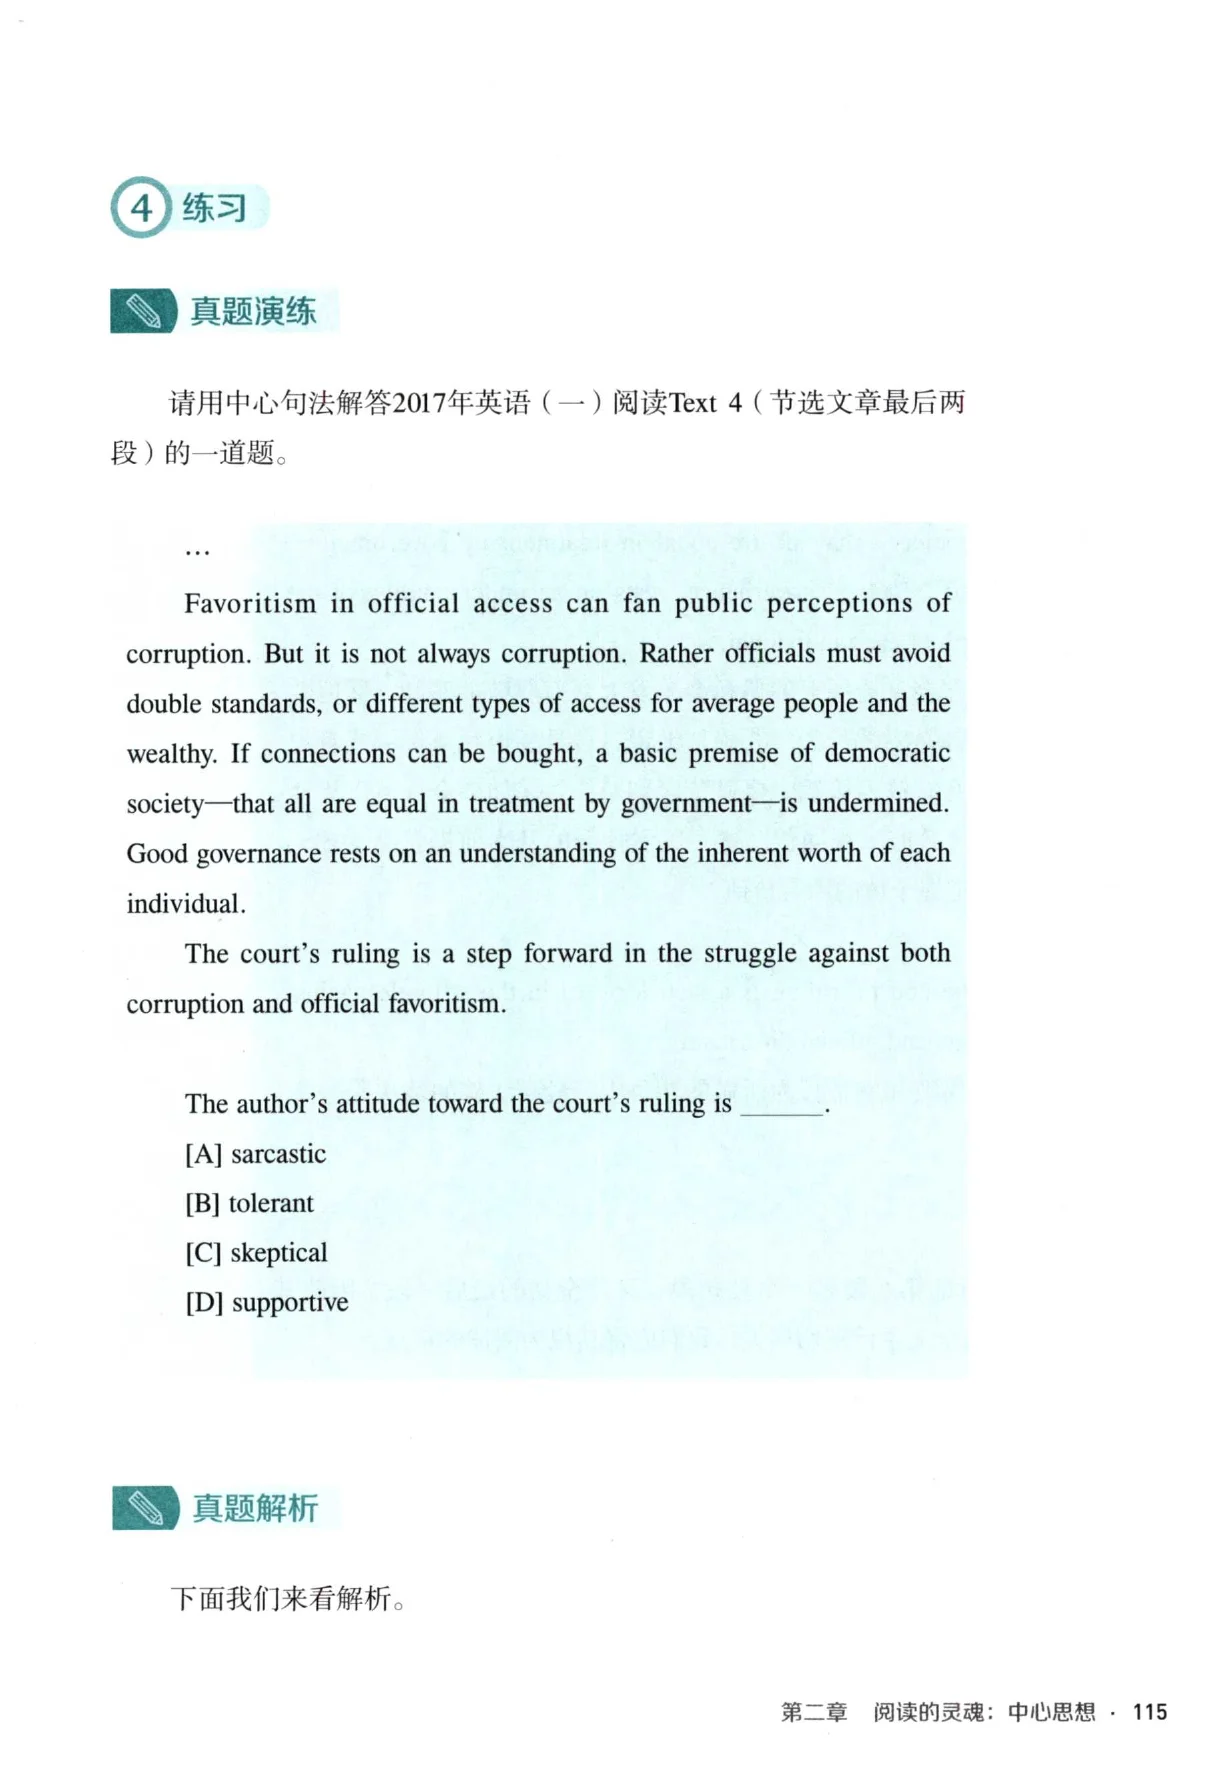 4 练习
真题演练
请用中心句法解答2017年英语（一）阅读Text 4（节选文章最后两
段）的一道题。
...
Favoritism in official access can fan public perceptions of
corruption. But it is not always corruption. Rather officials must avoid
double standards, or different types of access for average people and the
wealthy. If connections can be bought, a basic premise of democratic
society—that all are equal in treatment by government—is undermined.
Good governance rests on an understanding of the inherent worth of each
individual.
The court's ruling is a step forward in the struggle against both
corruption and official favoritism.
The author's attitude toward the court's ruling is ______.
[A] sarcastic
[B] tolerant
[C] skeptical
[D] supportive
真题解析
下面我们来看解析。
第二章 阅读的灵魂：中心思想 · 115